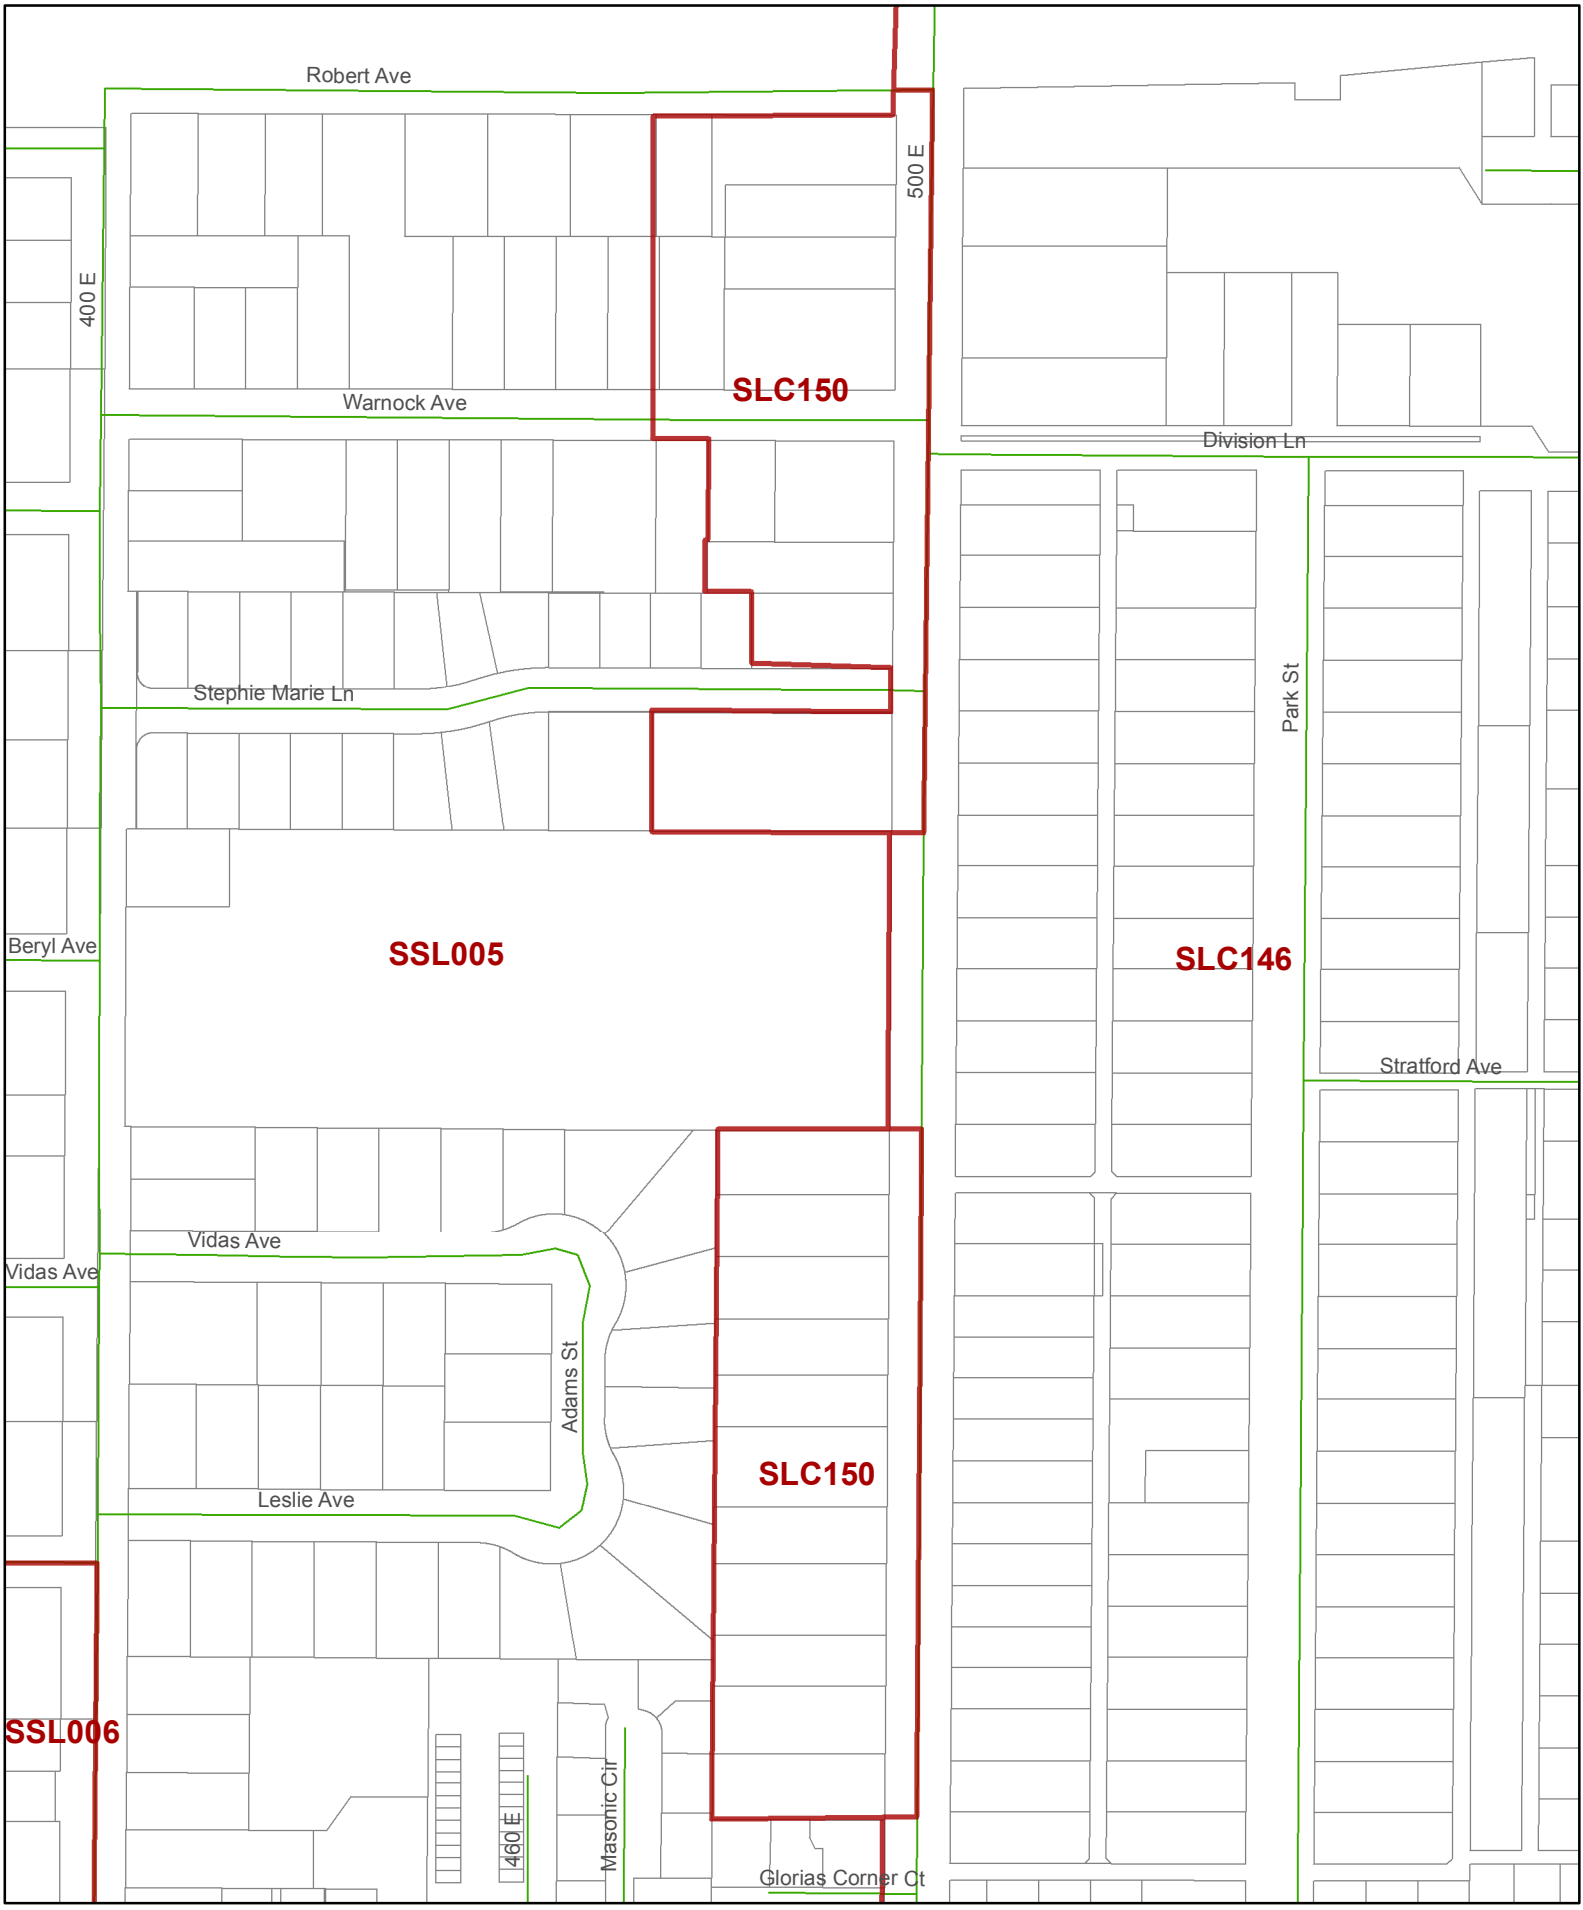 Robert Ave
500 E
400 E
SLC150
Warnock Ave
Division Ln
Stephie Marie Ln
Park St
Beryl Ave
SSL005
SLC146
Stratford Ave
Vidas Ave
Vidas Ave
Adams St
SLC150
Leslie Ave
SSL006
460 E
Masonic Cir
Glorias Corner Ct